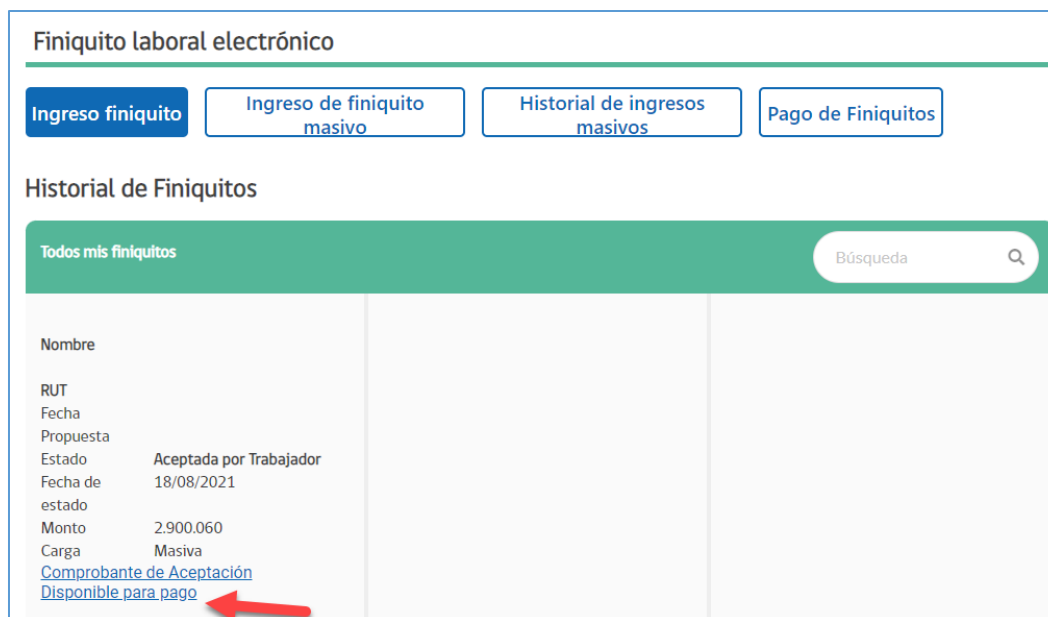 Finiquito laboral electrónico
Ingreso finiquito
Ingreso de finiquito
masivo
Historial de ingresos
masivos
Pago de Finiquitos
Historial de Finiquitos
Todos mis finiquitos
Búsqueda
Nombre
RUT
Fecha
Propuesta
Estado Aceptada por Trabajador
Fecha de 18/08/2021
estado
Monto 2.900.060
Carga Masiva
Comprobante de Aceptación
Disponible para pago